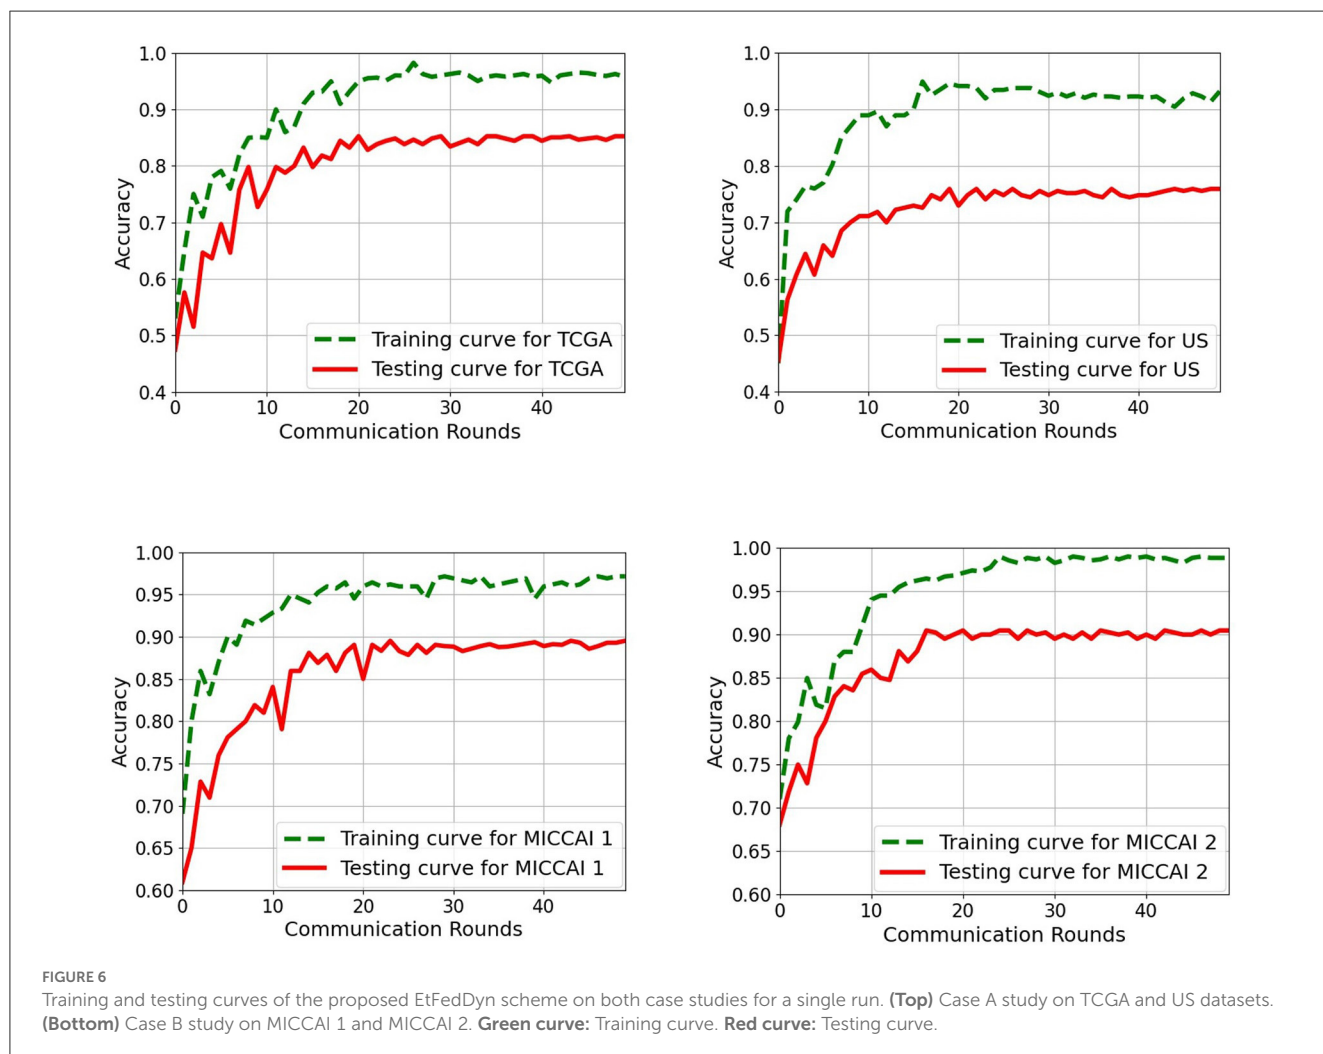 1.0
0.9
0.8
0.7
0.6
0.5
0.4
Accuracy
Training curve for TCGA
Testing curve for TCGA
0 10 20 30 40
Communication Rounds
1.0
0.9
0.8
0.7
0.6
0.5
0.4
Accuracy
Training curve for US
Testing curve for US
0 10 20 30 40
Communication Rounds
1.00
0.95
0.90
0.85
0.80
0.75
0.70
0.65
0.60
Accuracy
Training curve for MICCAI 1
Testing curve for MICCAI 1
0 10 20 30 40
Communication Rounds
1.00
0.95
0.90
0.85
0.80
0.75
0.70
0.65
0.60
Accuracy
Training curve for MICCAI 2
Testing curve for MICCAI 2
0 10 20 30 40
Communication Rounds
FIGURE 6
Training and testing curves of the proposed EtFedDyn scheme on both case studies for a single run. (Top) Case A study on TCGA and US datasets.
(Bottom) Case B study on MICCAI 1 and MICCAI 2. Green curve: Training curve. Red curve: Testing curve.